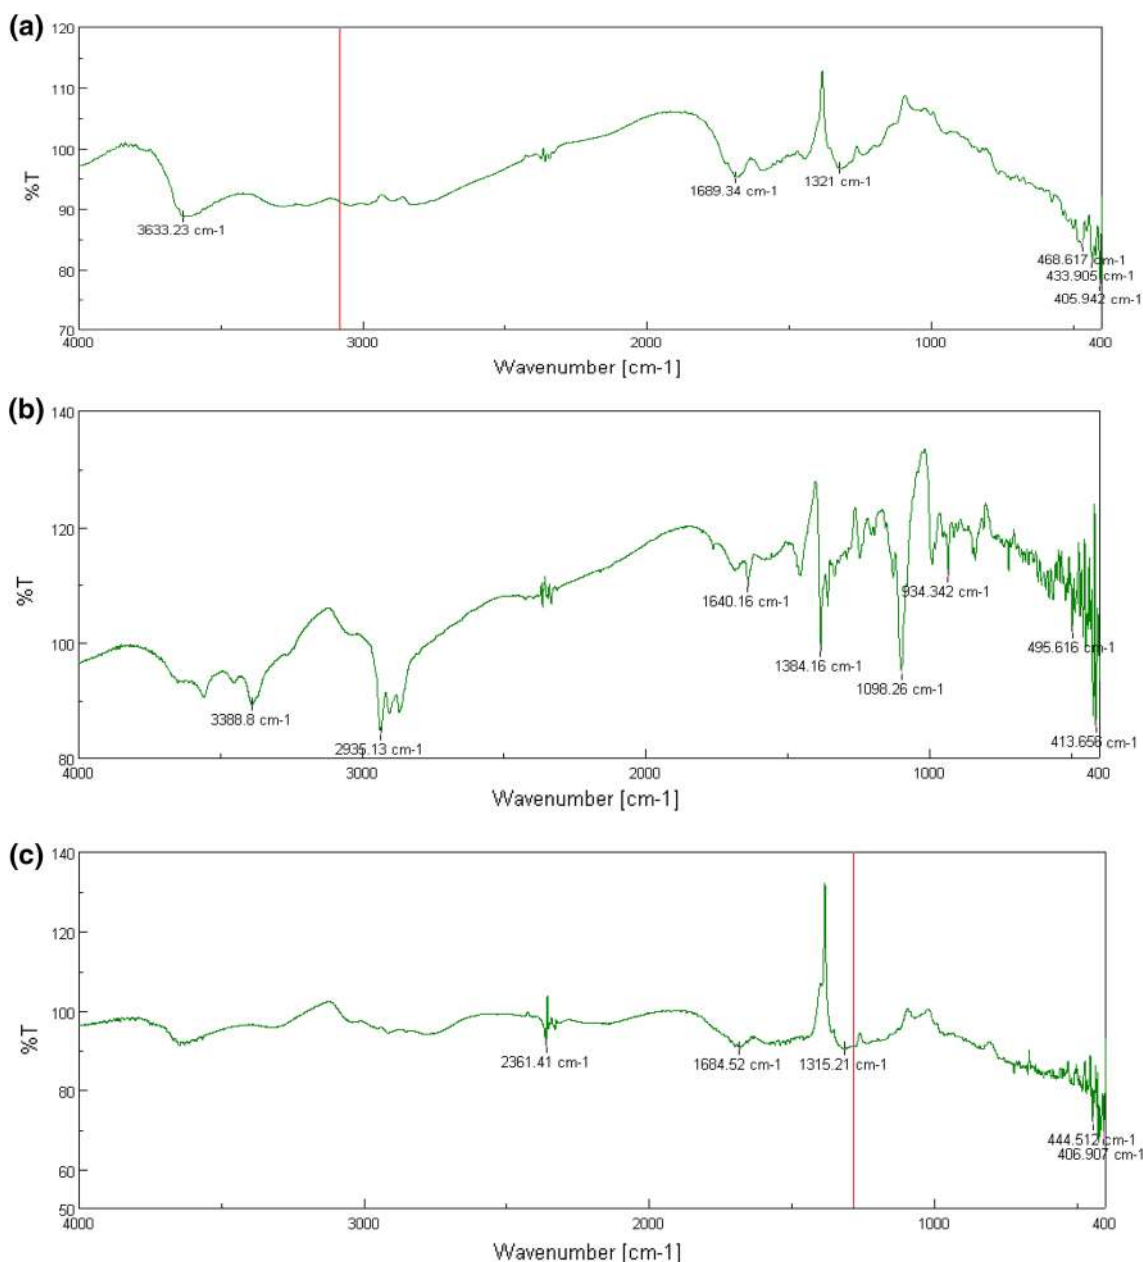 (a)
120
110
100
90
80
70
%T
3633.23 cm-1
1689.34 cm-1
1321 cm-1
468.617 cm-1
433.905 cm-1
405.942 cm-1
4000
3000
2000
1000
400
Wavenumber [cm-1]
(b)
140
130
120
110
100
90
80
%T
3388.8 cm-1
2935.13 cm-1
1640.16 cm-1
1384.16 cm-1
1098.26 cm-1
934.342 cm-1
495.616 cm-1
413.656 cm-1
4000
3000
2000
1000
400
Wavenumber [cm-1]
(c)
140
120
100
80
60
50
%T
2361.41 cm-1
1684.52 cm-1
1315.21 cm-1
444.512 cm-1
406.907 cm-1
4000
3000
2000
1000
400
Wavenumber [cm-1]